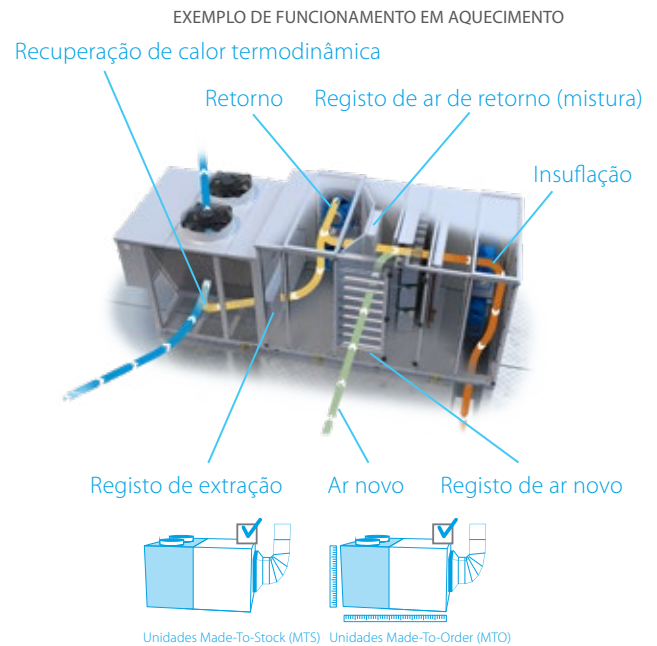 EXEMPLO DE FUNCIONAMENTO EM AQUECIMENTO
Recuperação de calor termodinâmica
Retorno
Registo de ar de retorno (mistura)
Insuflação
Registo de extração
Ar novo
Registo de ar novo
Unidades Made-To-Stock (MTS)
Unidades Made-To-Order (MTO)